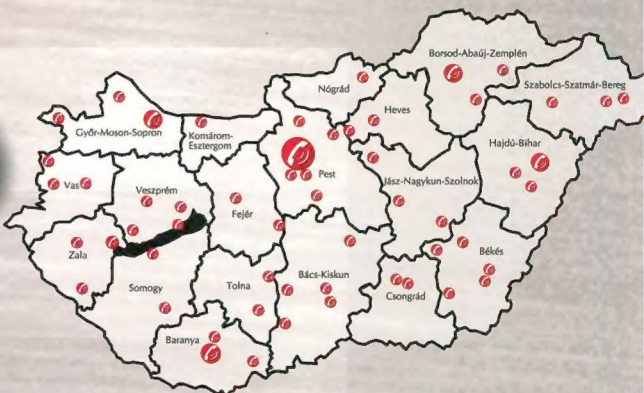 Borsod-Abaúj-Zemplén
Nógrád
Szabolcs-Szatmár-Bereg
Heves
Győr-Moson-Sopron
Komárom-
Esztergom
Hajdú-Bihar
Pest
Jász-Nagykun-Szolnok
Vas
Veszprém
Fejér
Zala
Békés
Bács-Kiskun
Somogy
Tolna
Csongrád
Baranya